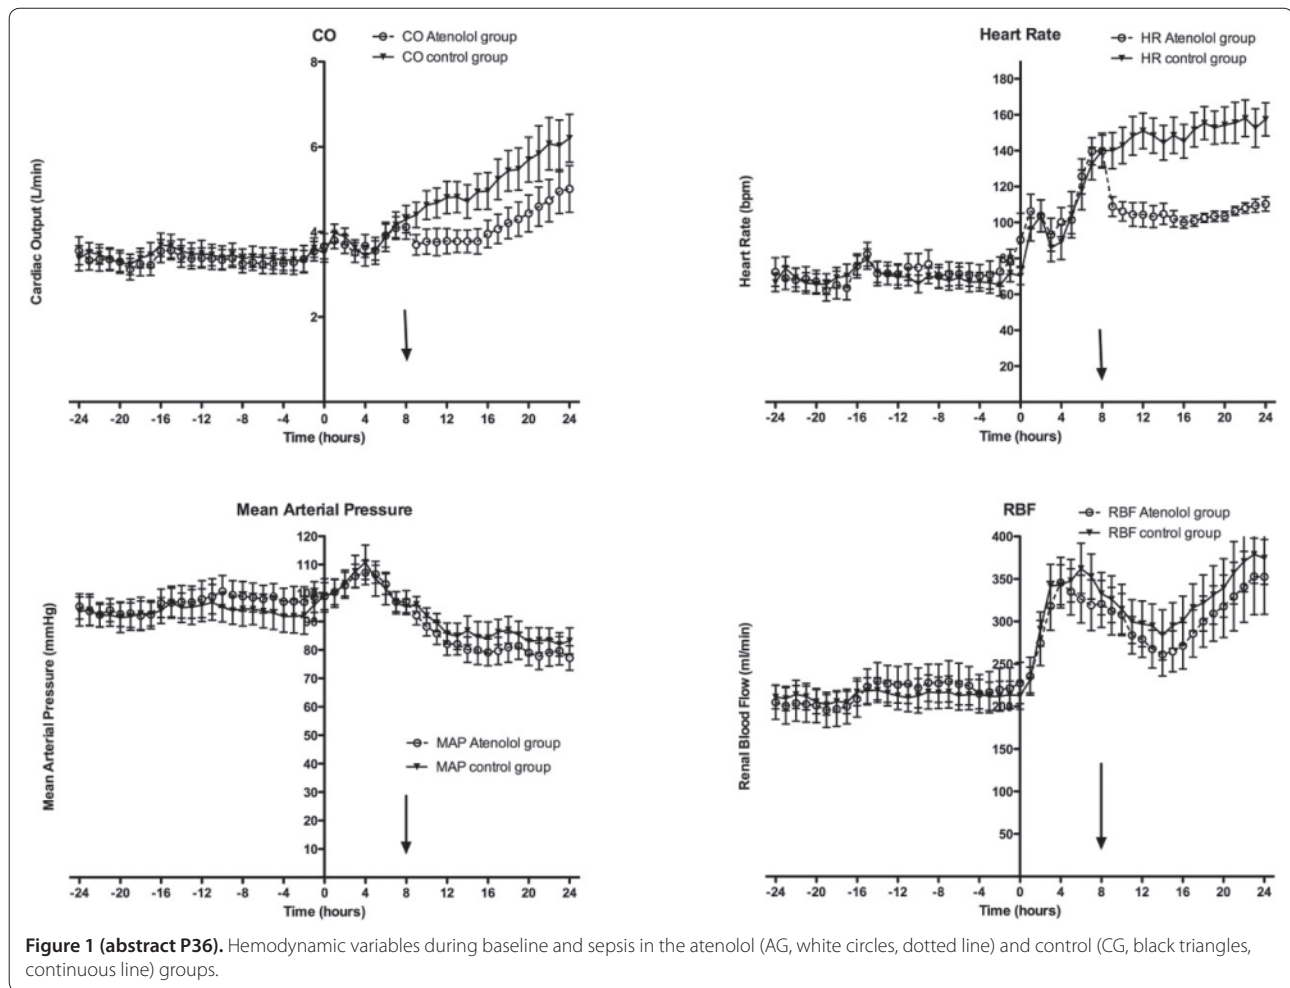 CO
CO Atenolol group
CO control group
8
6
4
2
Cardiac Output (L/min)
-24 -20 -16 -12 -8 -4 0 4 8 12 16 20 24
Time (hours)
Heart Rate
HR Atenolol group
HR control group
180
160
140
120
100
80
60
40
20
Heart Rate (bpm)
-24 -20 -16 -12 -8 -4 0 4 8 12 16 20 24
Time (hours)
Mean Arterial Pressure
120
110
100
90
80
70
60
50
40
30
20
10
Mean Arterial Pressure (mmHg)
MAP Atenolol group
MAP control group
-24 -20 -16 -12 -8 -4 0 4 8 12 16 20 24
Time (hours)
RBF
RBF Atenolol group
RBF control group
400
350
300
250
200
150
100
50
Renal Blood Flow (ml/min)
-24 -20 -16 -12 -8 -4 0 4 8 12 16 20 24
Time (hours)
Figure 1 (abstract P36). Hemodynamic variables during baseline and sepsis in the atenolol (AG, white circles, dotted line) and control (CG, black triangles,
continuous line) groups.